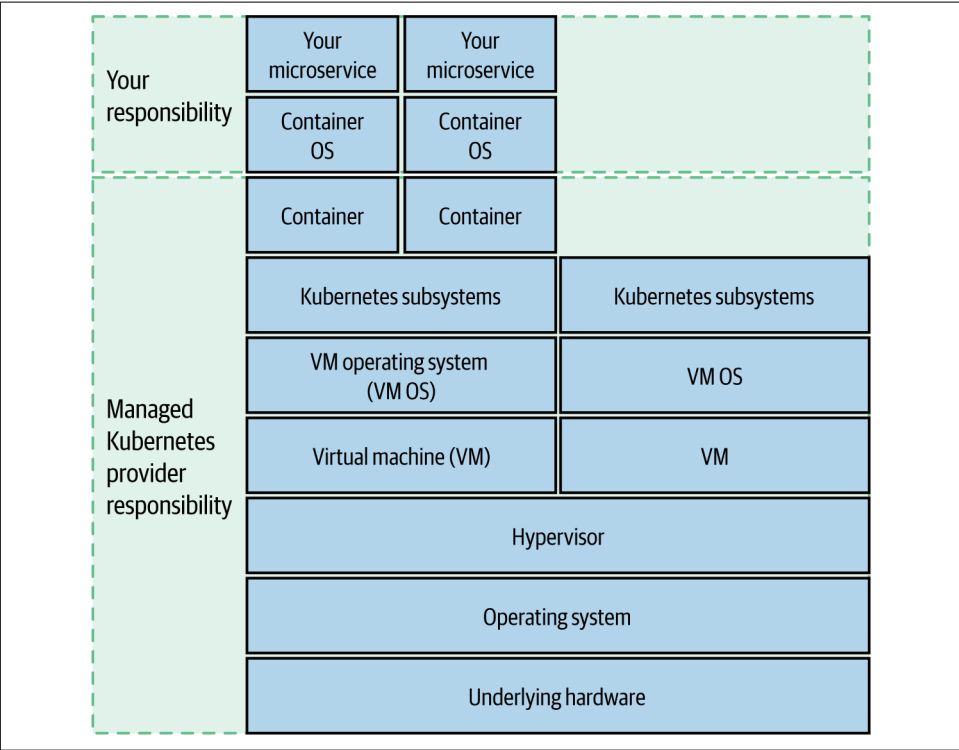 Your
responsibility
Your
microservice
Your
microservice
Container
OS
Container
OS
Managed
Kubernetes
provider
responsibility
Container
Container
Kubernetes subsystems
Kubernetes subsystems
VM operating system
(VM OS)
VM OS
Virtual machine (VM)
VM
Hypervisor
Operating system
Underlying hardware